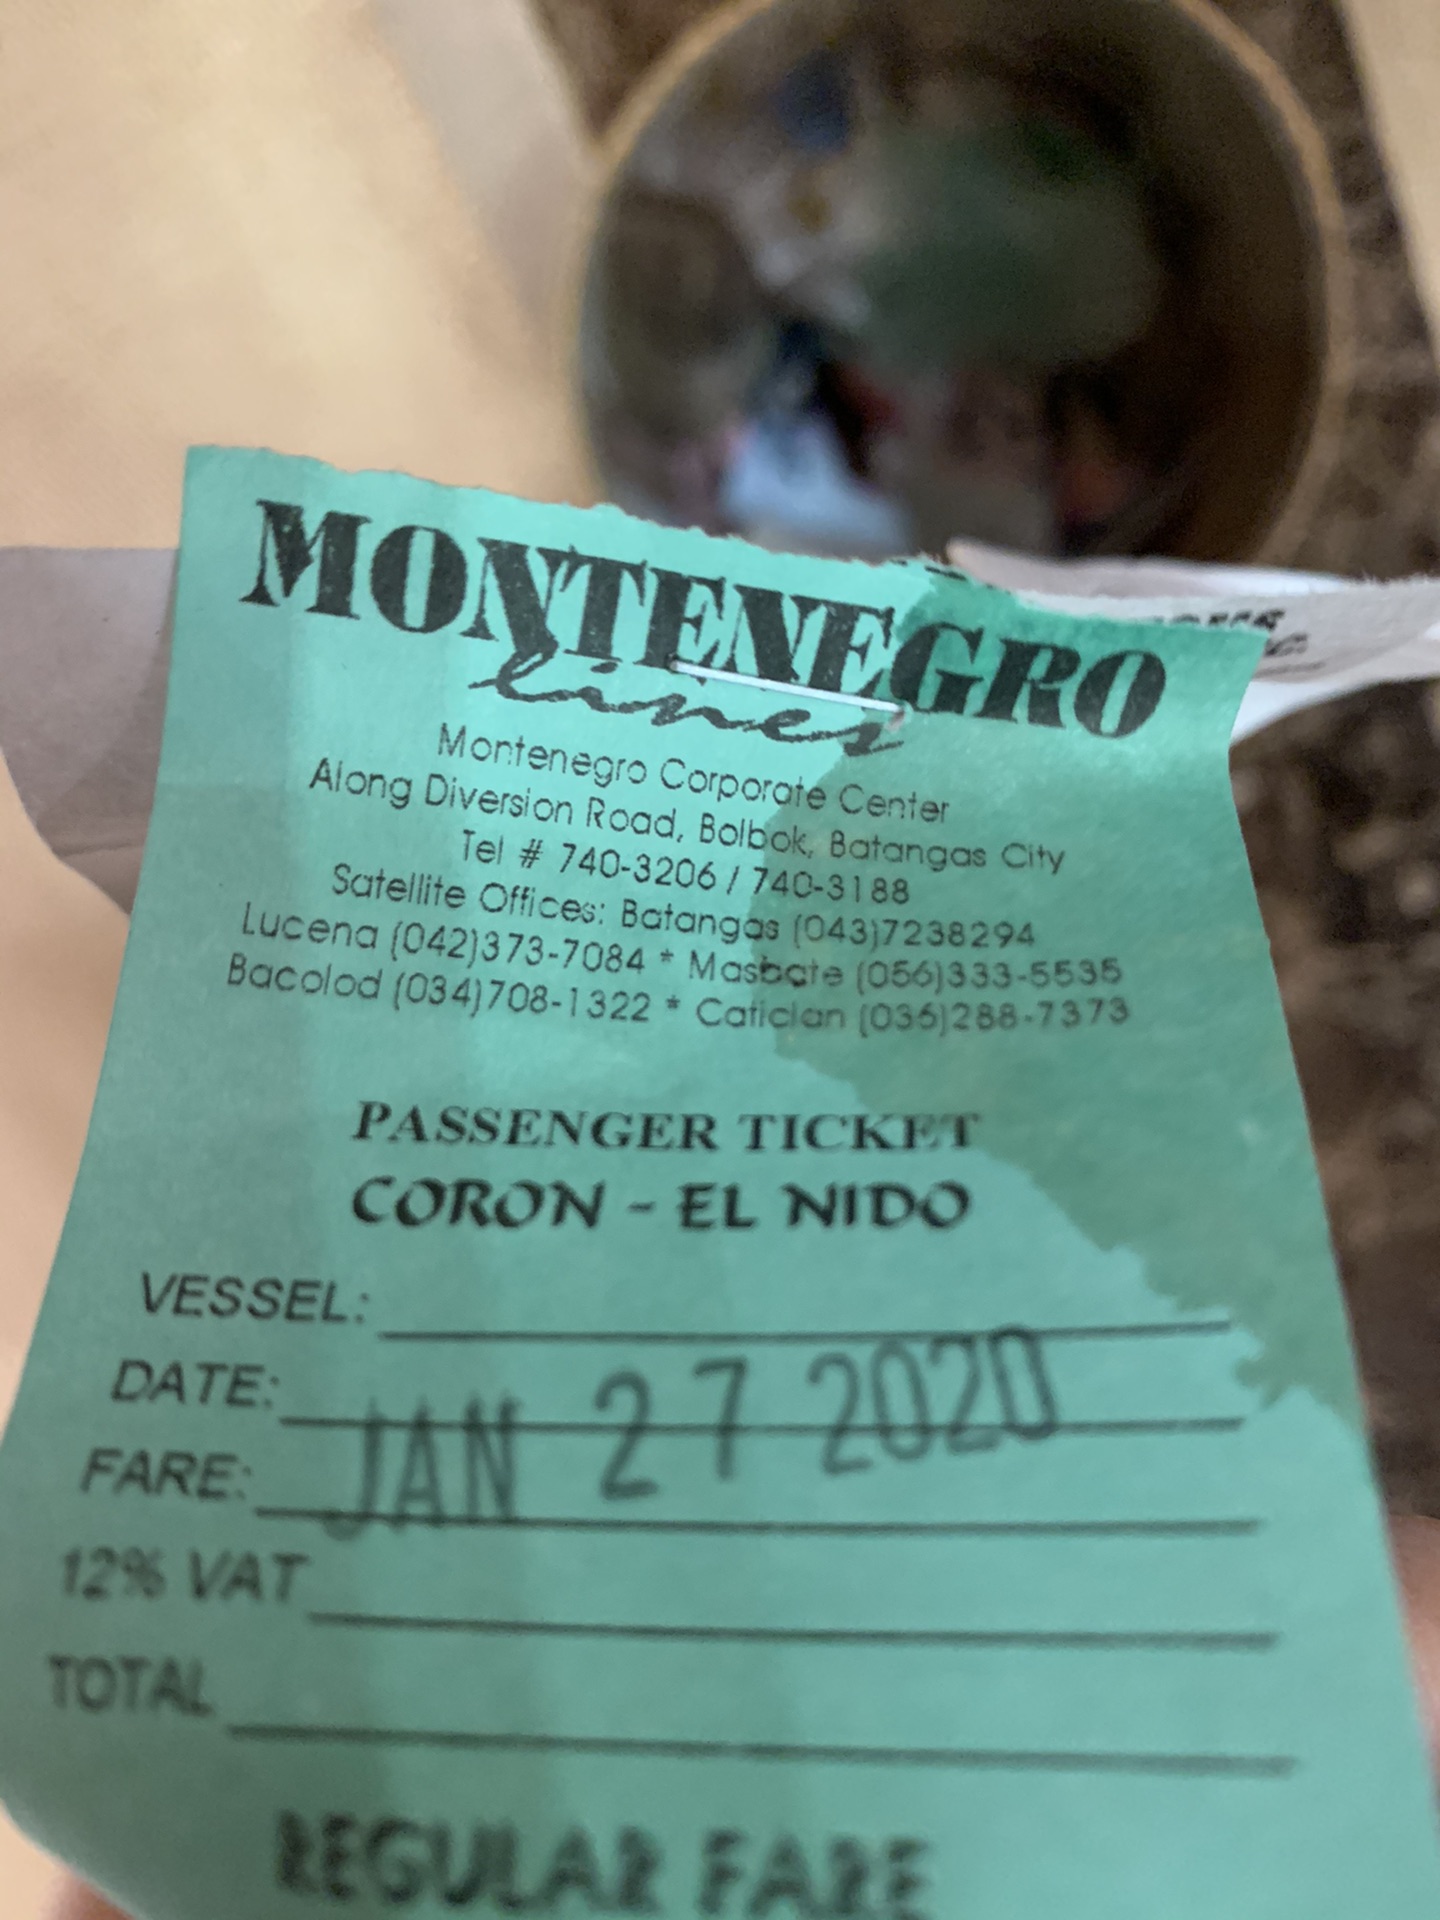 MONTENEGRO
lines
Montenegro Corporate Center
Along Diversion Road, Bolbok, Batangas City
Tel # 740-3206 / 740-3188
Satellite Offices: Batangas (043)7238294
Lucena (042)373-7084 * Masbate (056)333-5535
Bacolod (034)708-1322 * Caticlan (036)288-7373
PASSENGER TICKET
CORON - EL NIDO
VESSEL:
DATE: JAN 27 2020
FARE:
12% VAT
TOTAL
REGULAR FARE